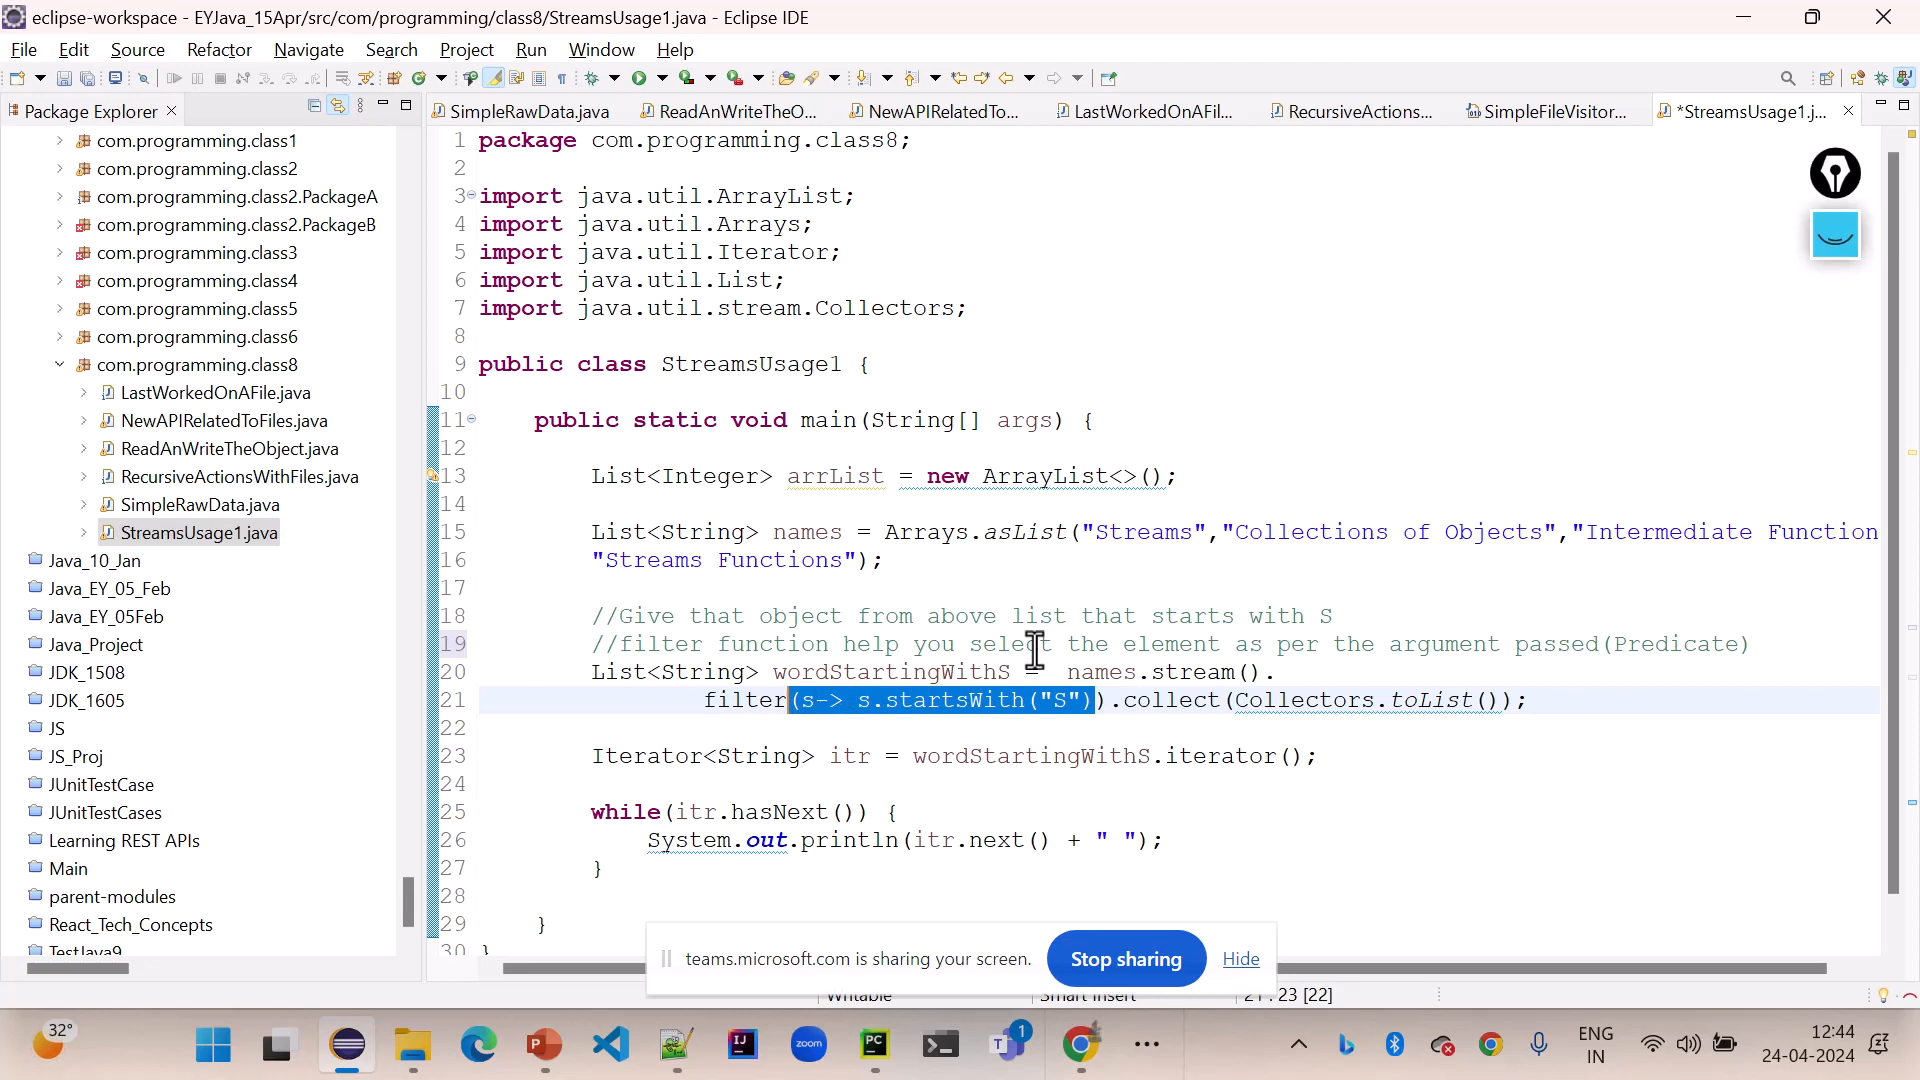 eclipse-workspace - EYJava_15Apr/src/com/programming/class8/StreamsUsage1.java - Eclipse IDE
File Edit Source Refactor Navigate Search Project Run Window Help
Package Explorer
SimpleRawData.java ReadAnWriteTheO... NewAPIRelatedTo... LastWorkedOnAFil... RecursiveActions... SimpleFileVisitor... *StreamsUsage1.j...
com.programming.class1
com.programming.class2
com.programming.class2.PackageA
com.programming.class2.PackageB
com.programming.class3
com.programming.class4
com.programming.class5
com.programming.class6
com.programming.class8
LastWorkedOnAFile.java
NewAPIRelatedToFiles.java
ReadAnWriteTheObject.java
RecursiveActionsWithFiles.java
SimpleRawData.java
StreamsUsage1.java
Java_10_Jan
Java_EY_05_Feb
Java_EY_05Feb
Java_Project
JDK_1508
JDK_1605
JS
JS_Proj
JUnitTestCase
JUnitTestCases
Learning REST APIs
Main
parent-modules
React_Tech_Concepts
TestJava9
1 package com.programming.class8;
2
3 import java.util.ArrayList;
4 import java.util.Arrays;
5 import java.util.Iterator;
6 import java.util.List;
7 import java.util.stream.Collectors;
8
9 public class StreamsUsage1 {
10
11 public static void main(String[] args) {
12
13 List<Integer> arrList = new ArrayList<>();
14
15 List<String> names = Arrays.asList("Streams","Collections of Objects","Intermediate Function
16 "Streams Functions");
17
18 //Give that object from above list that starts with S
19 //filter function help you select the element as per the argument passed(Predicate)
20 List<String> wordStartingWithS = names.stream().
21 filter(s-> s.startsWith("S")).collect(Collectors.toList());
22
23 Iterator<String> itr = wordStartingWithS.iterator();
24
25 while(itr.hasNext()) {
26 System.out.println(itr.next() + " ");
27 }
28
29 }
30 }
teams.microsoft.com is sharing your screen. Stop sharing Hide
Writable Smart Insert 21 : 23 [22]
32°
IJ
zoom
PC
T 1
ENG
IN
12:44
24-04-2024